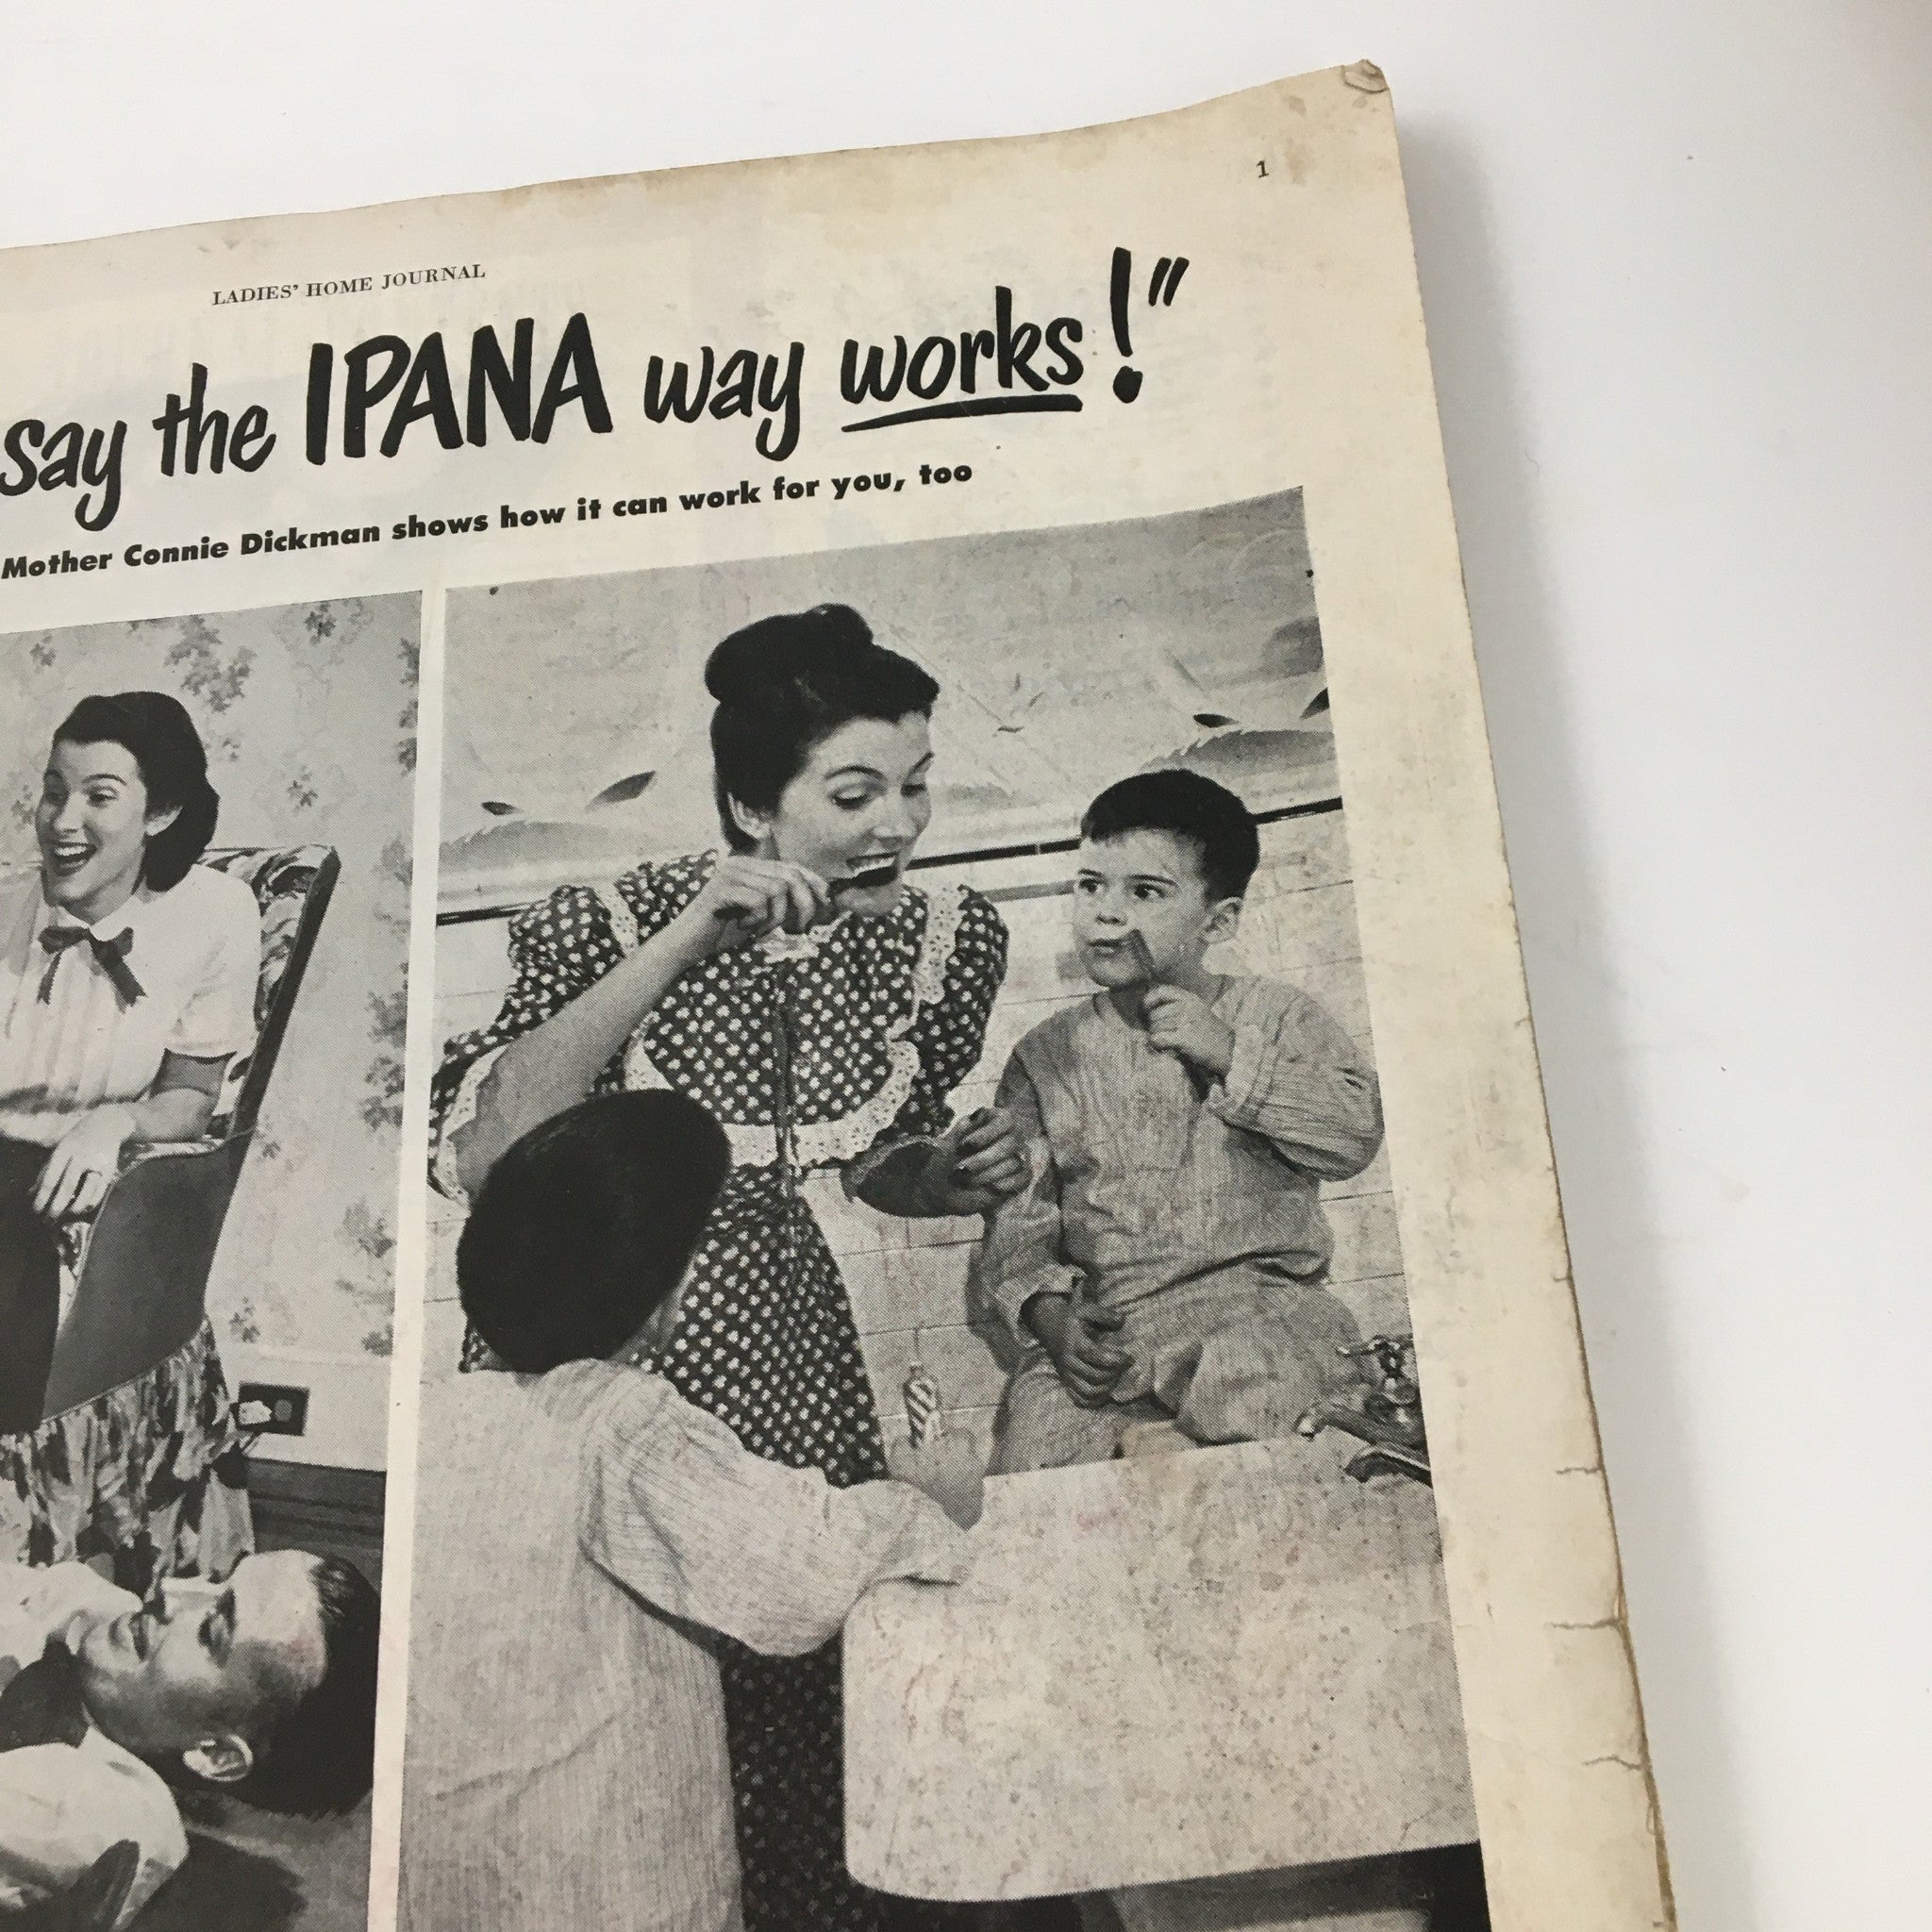 1
LADIES' HOME JOURNAL
say the IPANA way works!"
Mother Connie Dickman shows how it can work for you, too